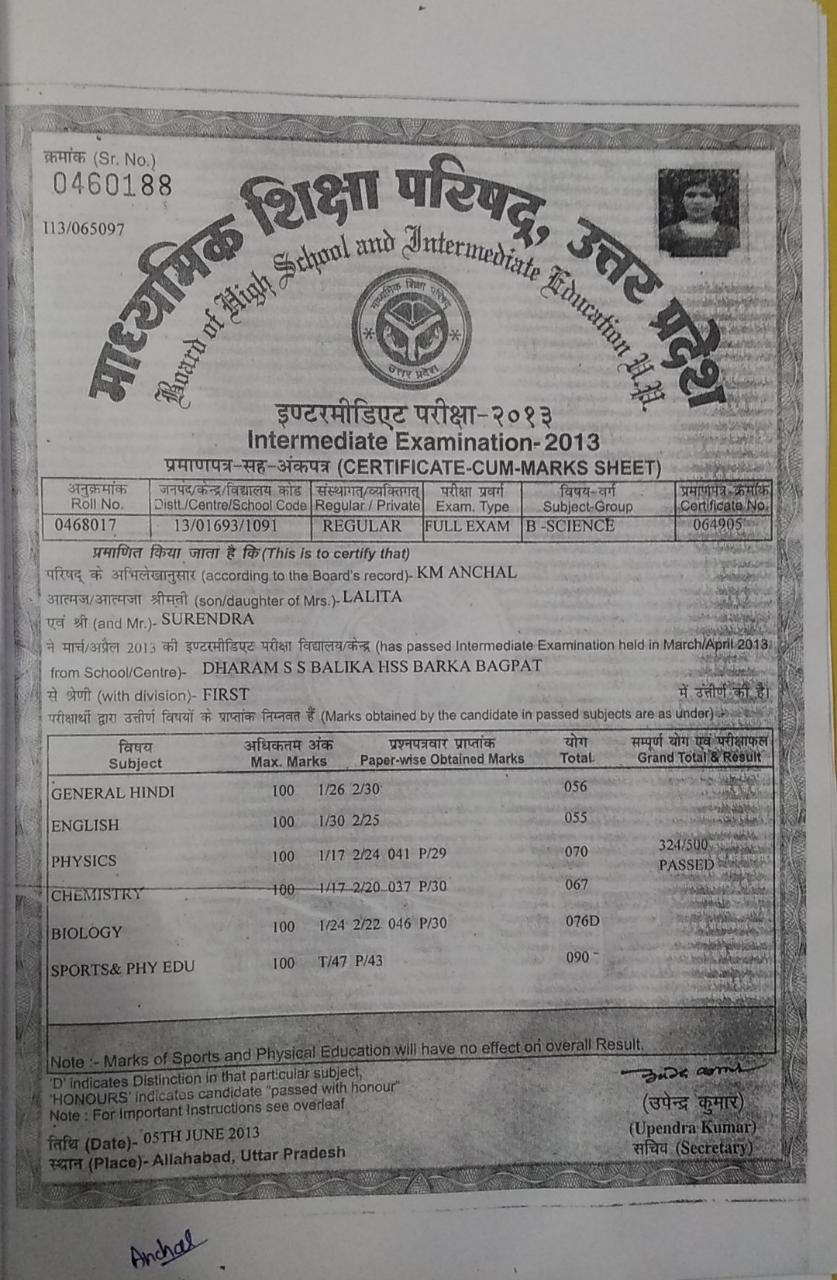 क्रमांक (Sr. No.)
0460188
113/065097
माध्यमिक शिक्षा परिषद्, उत्तर प्रदेश
Board of High School and Intermediate Education U.P.
माध्यमिक शिक्षा परिषद्
उत्तर प्रदेश
इण्टरमीडिएट परीक्षा-२०१३
Intermediate Examination-2013
प्रमाणपत्र-सह-अंकपत्र (CERTIFICATE-CUM-MARKS SHEET)
अनुक्रमांक जनपद/केन्द्र/विद्यालय कोड संस्थागत/व्यक्तिगत परीक्षा प्रवर्ग विषय-वर्ग प्रमाणपत्र-क्रमांक
Roll No. Distt./Centre/School Code Regular / Private Exam. Type Subject-Group Certificate No.
0468017 13/01693/1091 REGULAR FULL EXAM B -SCIENCE 064905
प्रमाणित किया जाता है कि (This is to certify that)
परिषद् के अभिलेखानुसार (according to the Board's record)- KM ANCHAL
आत्मज/आत्मजा श्रीमती (son/daughter of Mrs.)- LALITA
एवं श्री (and Mr.)- SURENDRA
ने मार्च/अप्रैल 2013 की इण्टरमीडिएट परीक्षा विद्यालय/केन्द्र (has passed Intermediate Examination held in March/April 2013
from School/Centre)- DHARAM S S BALIKA HSS BARKA BAGPAT
से श्रेणी (with division)- FIRST में उत्तीर्ण की है।
परीक्षार्थी द्वारा उत्तीर्ण विषयों के प्राप्तांक निम्नवत हैं (Marks obtained by the candidate in passed subjects are as under) :-
विषय अधिकतम अंक प्रश्नपत्रवार प्राप्तांक योग सम्पूर्ण योग एवं परीक्षाफल
Subject Max. Marks Paper-wise Obtained Marks Total Grand Total & Result
GENERAL HINDI 100 1/26 2/30 056
ENGLISH 100 1/30 2/25 055
PHYSICS 100 1/17 2/24 041 P/29 070 324/500
PASSED
CHEMISTRY 100 1/17 2/20 037 P/30 067
BIOLOGY 100 1/24 2/22 046 P/30 076D
SPORTS& PHY EDU 100 T/47 P/43 090
Note :- Marks of Sports and Physical Education will have no effect on overall Result.
'D' indicates Distinction in that particular subject,
'HONOURS' indicates candidate "passed with honour"
Note : For Important Instructions see overleaf
(उपेन्द्र कुमार)
(Upendra Kumar)
सचिव (Secretary)
तिथि (Date)- 05TH JUNE 2013
स्थान (Place)- Allahabad, Uttar Pradesh
Anchal